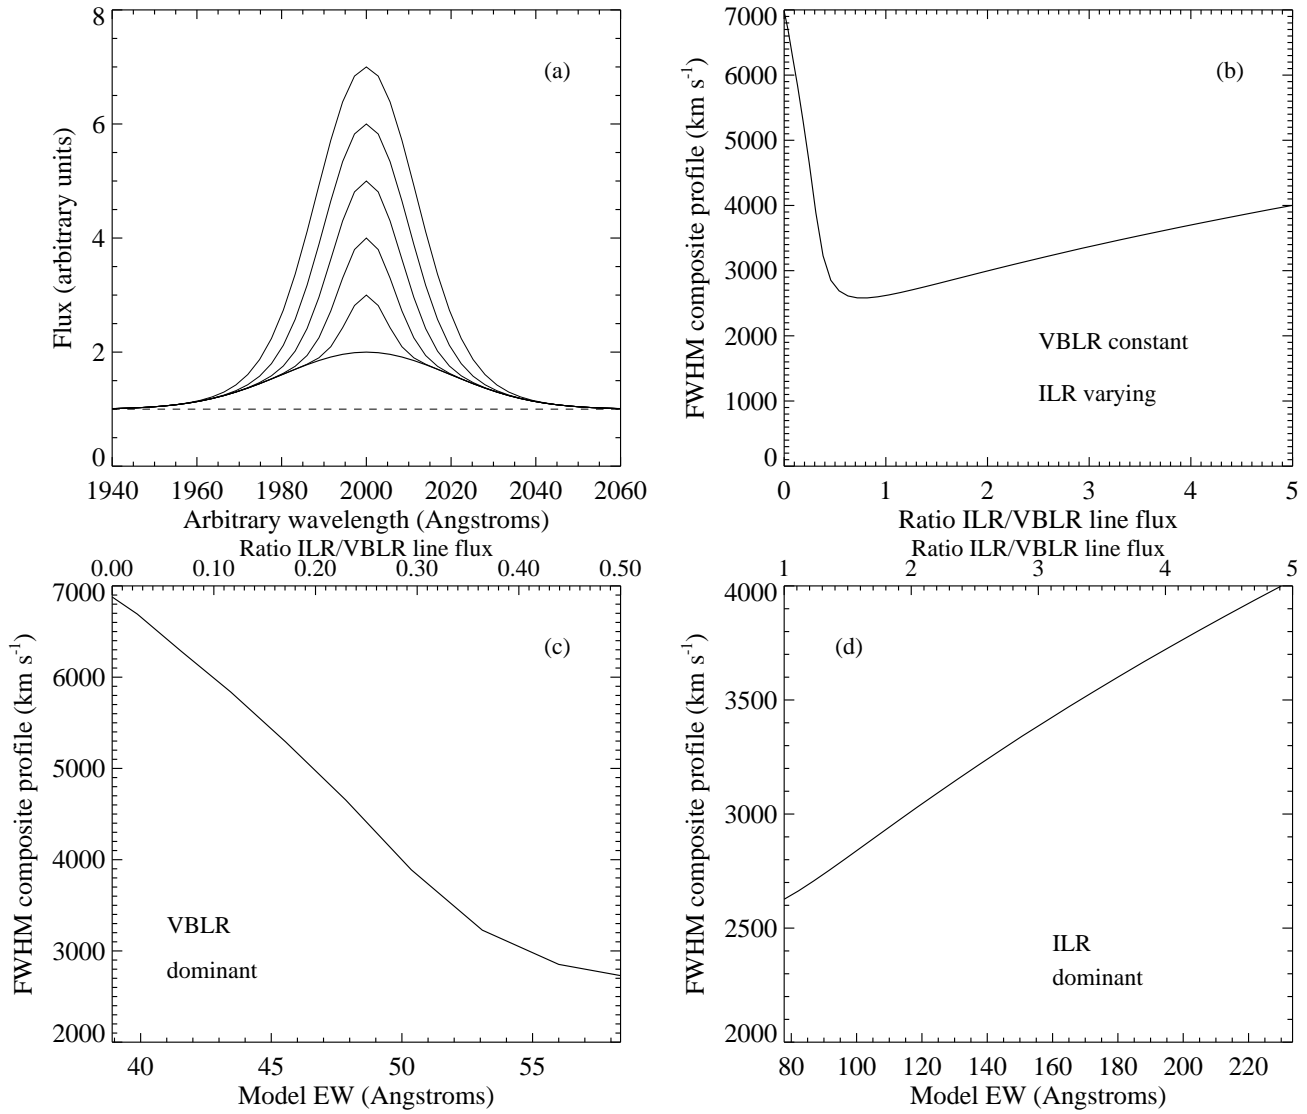 (a)
8
6
4
2
0
Flux (arbitrary units)
1940 1960 1980 2000 2020 2040 2060
Arbitrary wavelength (Angstroms)
(b)
7000
6000
5000
4000
3000
2000
1000
0
FWHM composite profile (km s-1)
VBLR constant
ILR varying
0 1 2 3 4 5
Ratio ILR/VBLR line flux
Ratio ILR/VBLR line flux
0.00 0.10 0.20 0.30 0.40 0.50
(c)
7000
6000
5000
4000
3000
2000
FWHM composite profile (km s-1)
VBLR
dominant
40 45 50 55
Model EW (Angstroms)
Ratio ILR/VBLR line flux
1 2 3 4 5
(d)
4000
3500
3000
2500
2000
FWHM composite profile (km s-1)
ILR
dominant
80 100 120 140 160 180 200 220
Model EW (Angstroms)